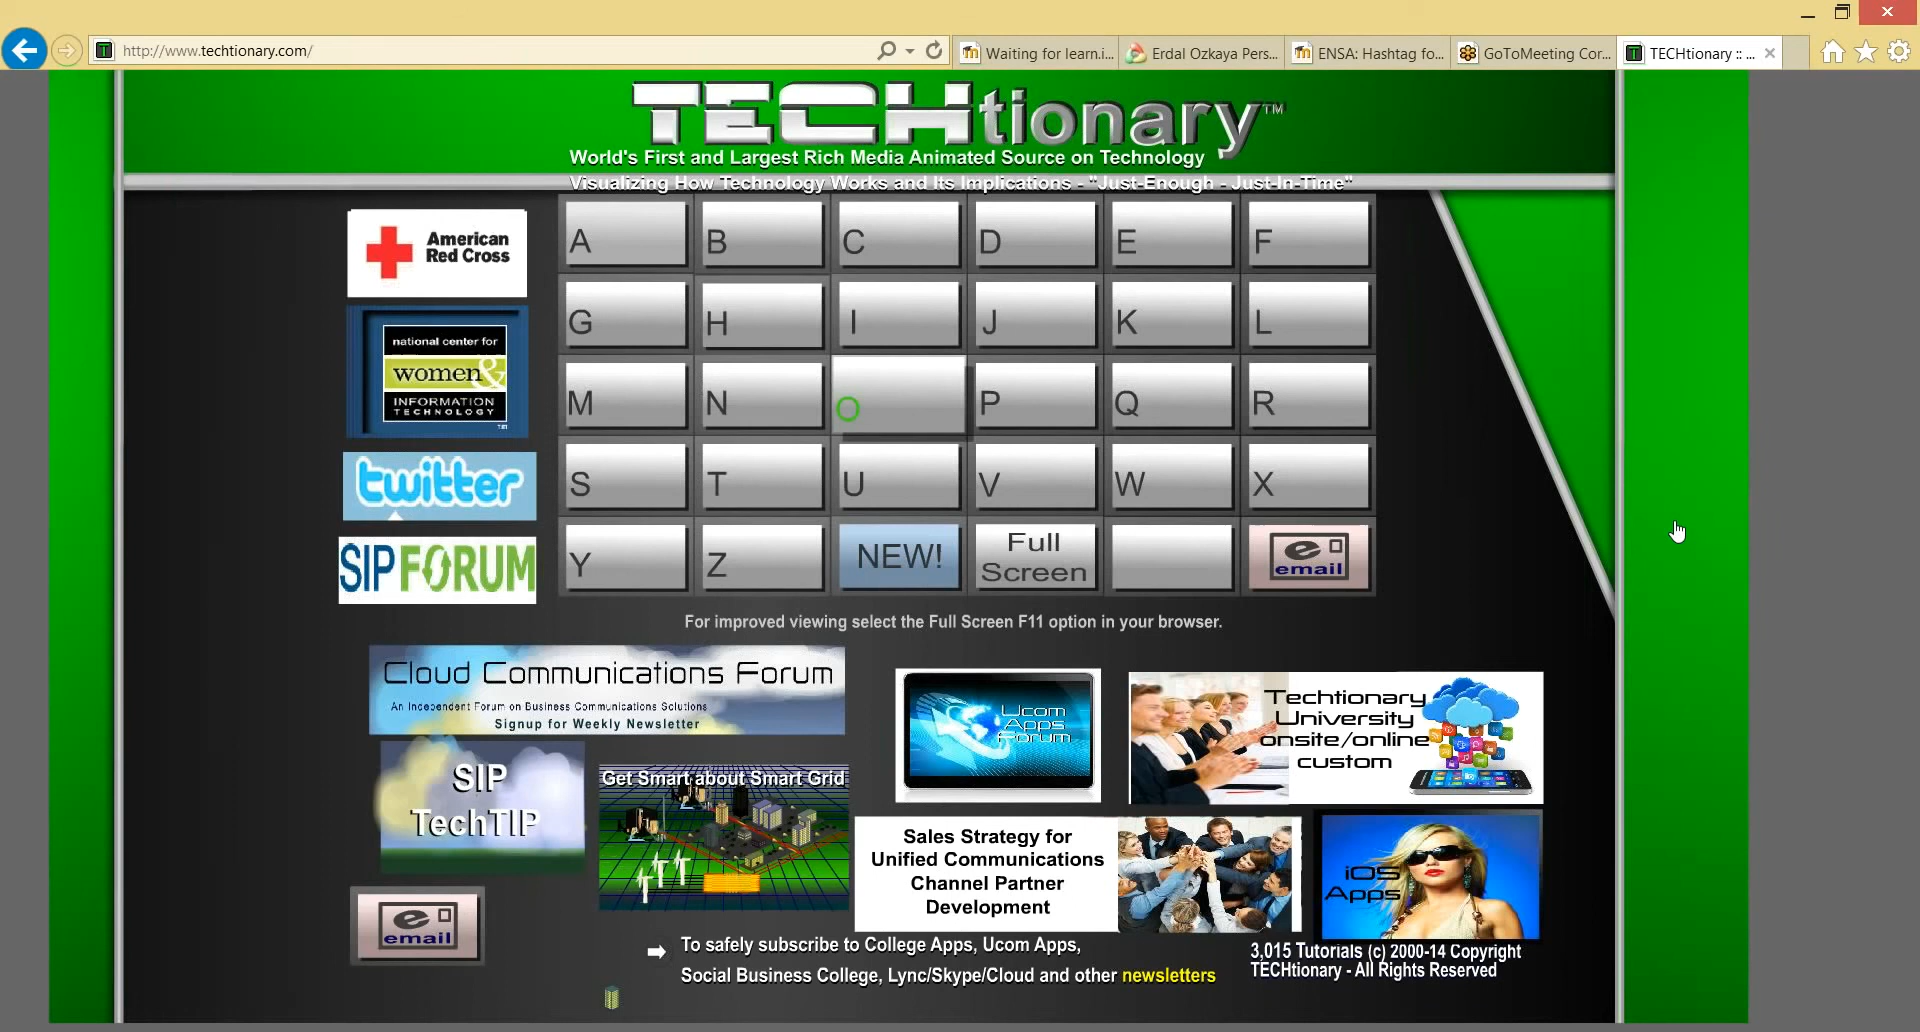 http://www.techtionary.com/
Waiting for learn.i...
Erdal Ozkaya Pers...
ENSA: Hashtag fo...
GoToMeeting Cor...
TECHtionary :: ...
TECHtionary™
World's First and Largest Rich Media Animated Source on Technology
Visualizing How Technology Works and Its Implications - "Just-Enough - Just-In-Time"
American
Red Cross
national center for
women &
INFORMATION
TECHNOLOGY
TM
twitter
SIP FORUM
A B C D E F
G H I J K L
M N O P Q R
S T U V W X
Y Z NEW! Full
Screen
e
email
For improved viewing select the Full Screen F11 option in your browser.
Cloud Communications Forum
An Independent Forum on Business Communications Solutions
Signup for Weekly Newsletter
Ucom
Apps
Forum
Techtionary
University
onsite/online
custom
SIP
TechTIP
Get Smart about Smart Grid
Sales Strategy for
Unified Communications
Channel Partner
Development
iOS
Apps
e
email
To safely subscribe to College Apps, Ucom Apps,
Social Business College, Lync/Skype/Cloud and other newsletters
3,015 Tutorials (c) 2000-14 Copyright
TECHtionary - All Rights Reserved